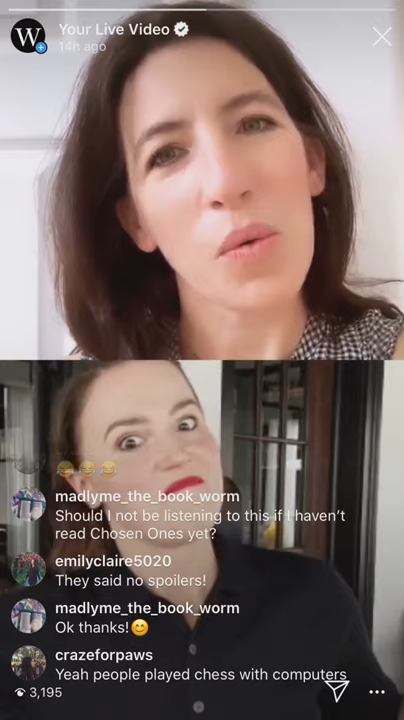 Your Live Video
W
14h ago
😂😂😂
madlyme_the_book_worm
Should I not be listening to this if I haven't
read Chosen Ones yet?
emilyclaire5020
They said no spoilers!
madlyme_the_book_worm
Ok thanks!😊
crazeforpaws
Yeah people played chess with computers
3,195